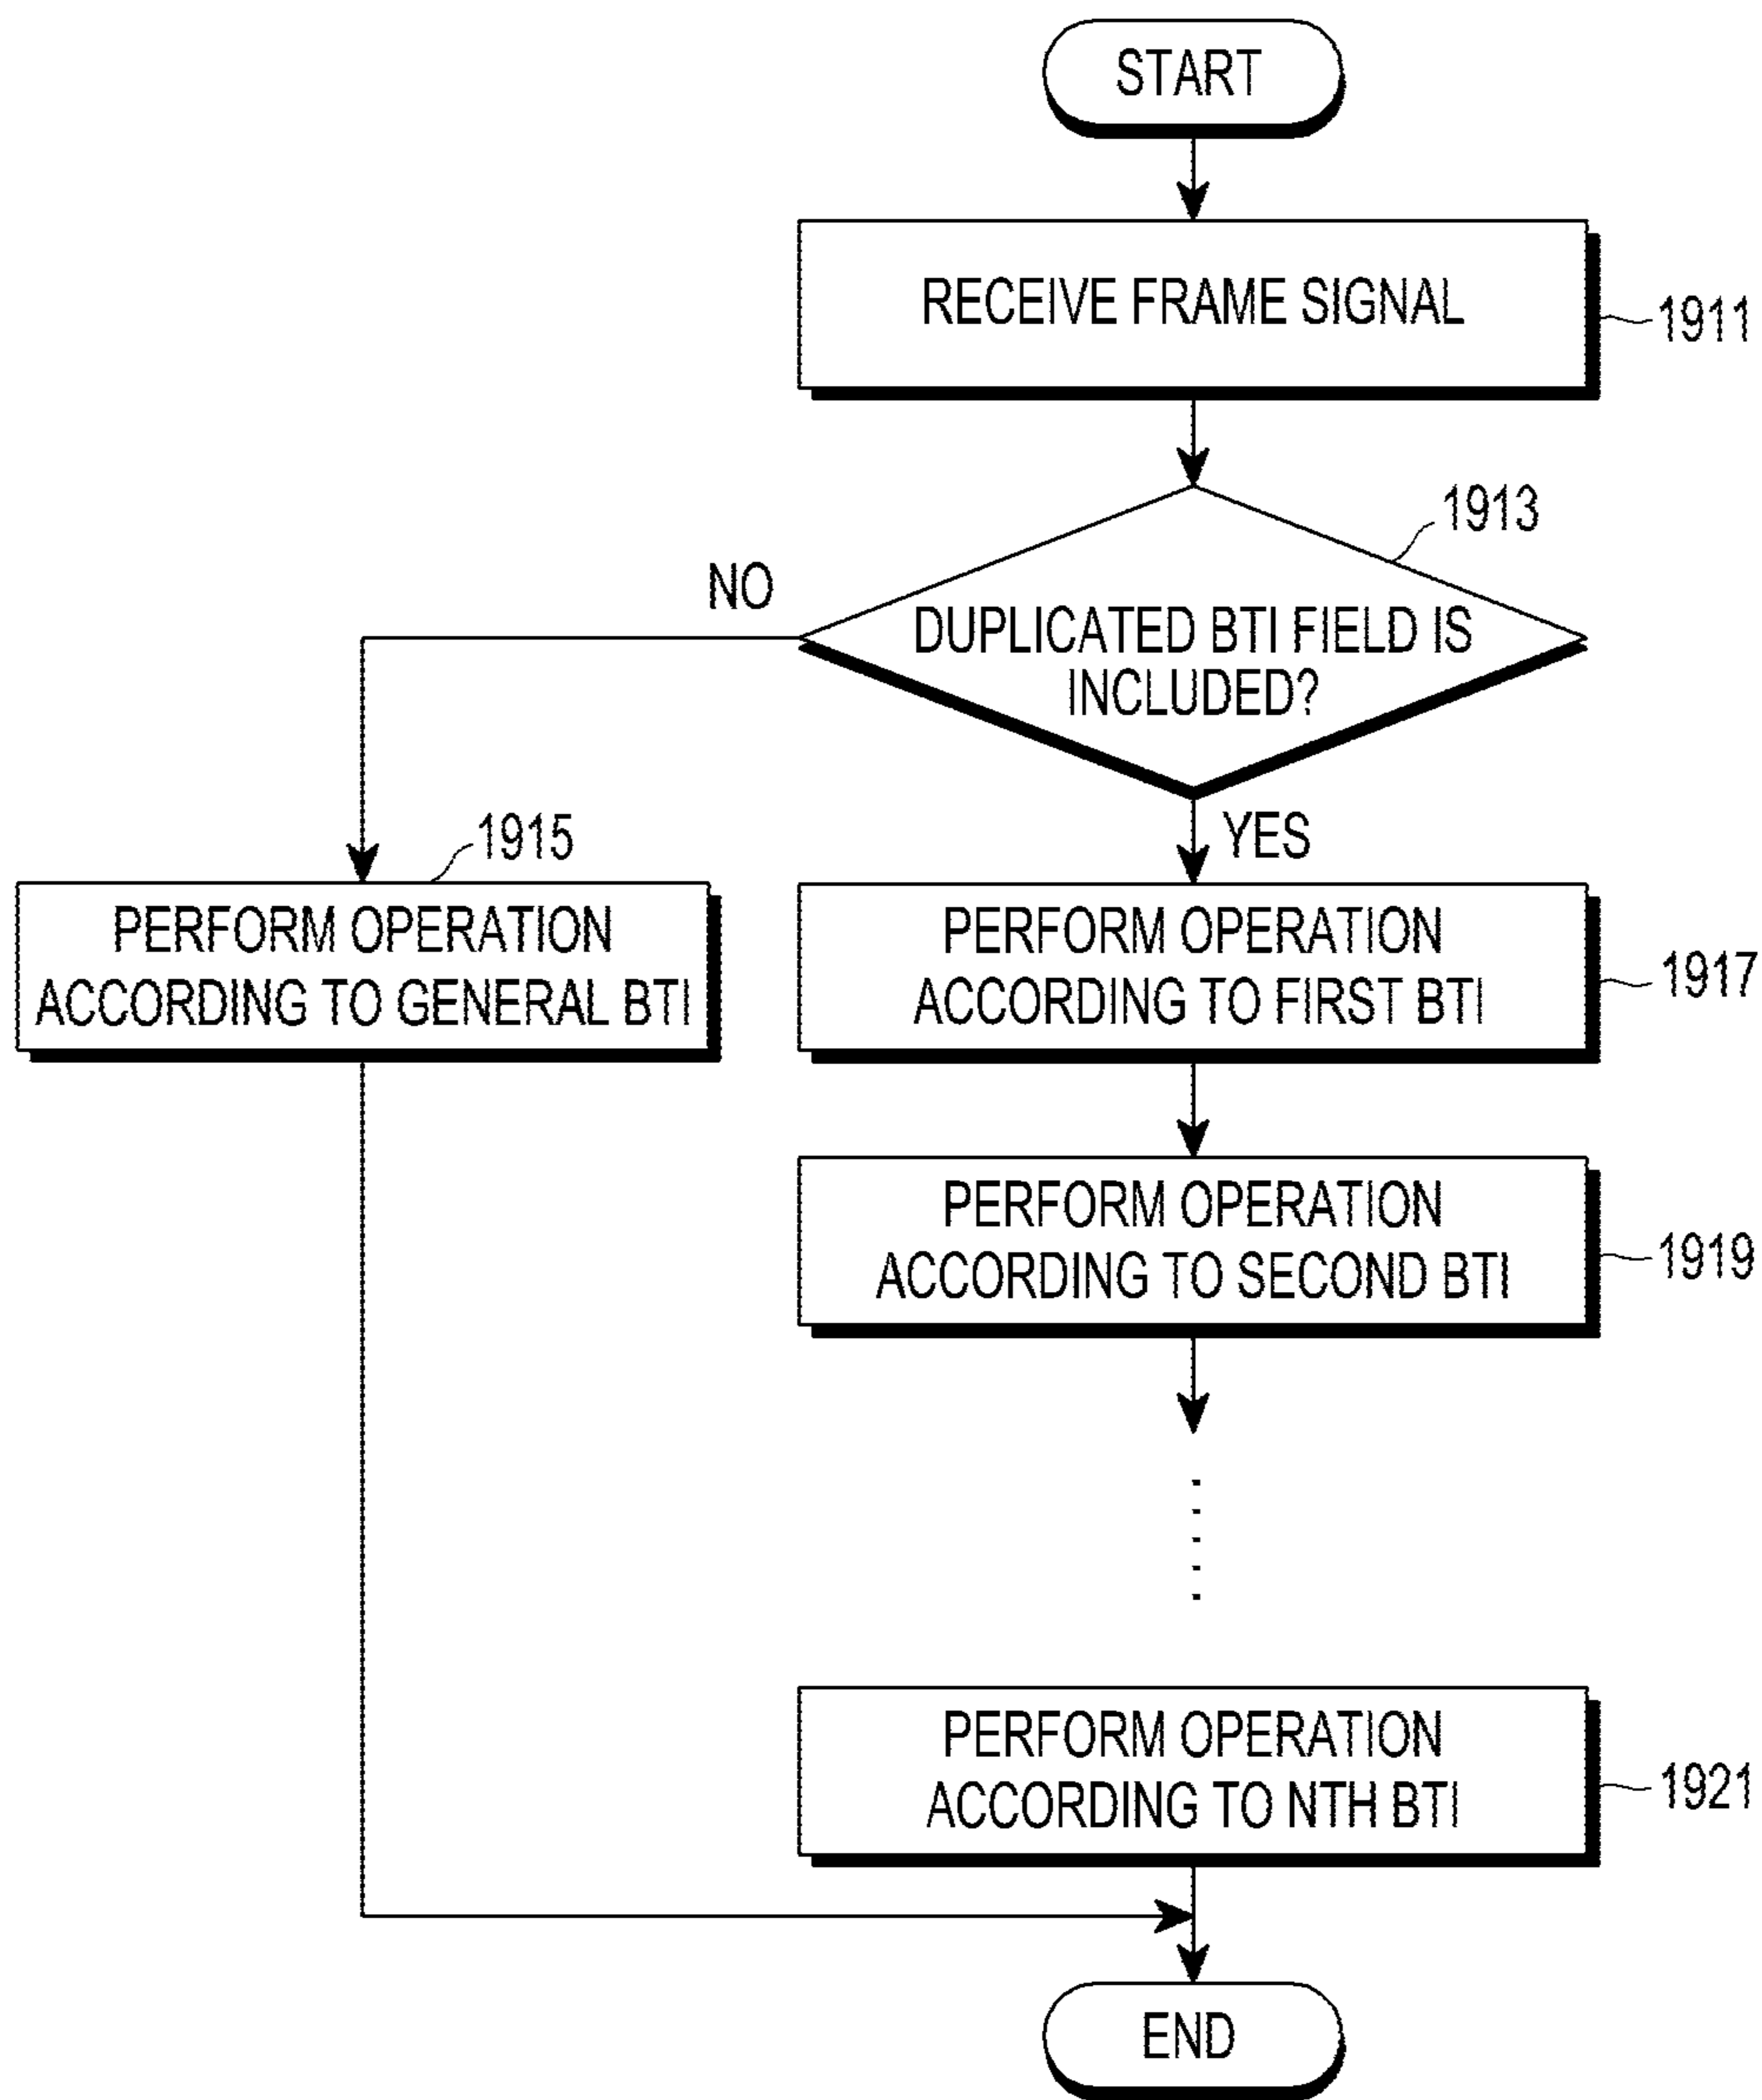 START
RECEIVE FRAME SIGNAL
1911
1913
NO
DUPLICATED BTI FIELD IS
INCLUDED?
YES
1915
PERFORM OPERATION
ACCORDING TO GENERAL BTI
PERFORM OPERATION
ACCORDING TO FIRST BTI
1917
PERFORM OPERATION
ACCORDING TO SECOND BTI
1919
PERFORM OPERATION
ACCORDING TO NTH BTI
1921
END